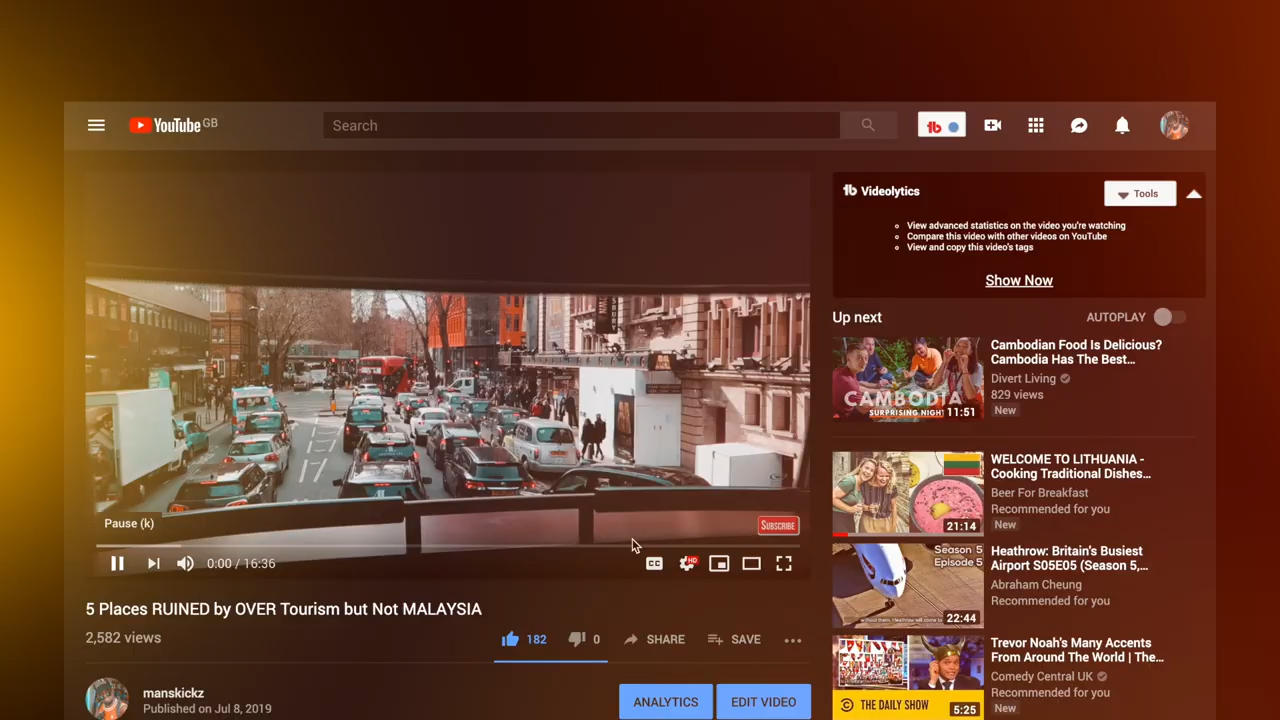 YouTube GB
Search
Videolytics
Tools
View advanced statistics on the video you're watching
Compare this video with other videos on YouTube
View and copy this video's tags
Show Now
Up next
AUTOPLAY
CAMBODIA
SURPRISING NIGHT
11:51
Cambodian Food Is Delicious?
Cambodia Has The Best...
Divert Living
829 views
New
21:14
WELCOME TO LITHUANIA -
Cooking Traditional Dishes...
Beer For Breakfast
Recommended for you
New
Season 5
Episode 5
22:44
Heathrow: Britain's Busiest
Airport S05E05 (Season 5,...
Abraham Cheung
Recommended for you
THE DAILY SHOW
5:25
Trevor Noah's Many Accents
From Around The World | The...
Comedy Central UK
Recommended for you
New
Pause (k)
SUBSCRIBE
0:00 / 16:36
CC
HD
5 Places RUINED by OVER Tourism but Not MALAYSIA
2,582 views
182
0
SHARE
SAVE
manskickz
Published on Jul 8, 2019
ANALYTICS
EDIT VIDEO